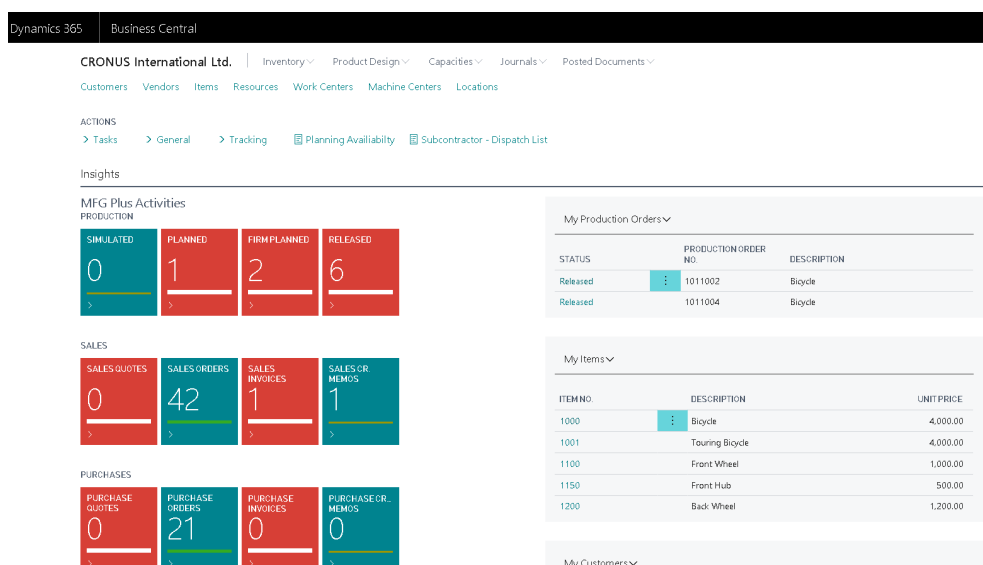 Dynamics 365 Business Central
CRONUS International Ltd. Inventory Product Design Capacities Journals Posted Documents
Customers Vendors Items Resources Work Centers Machine Centers Locations
ACTIONS
> Tasks > General > Tracking Planning Availiabilty Subcontractor - Dispatch List
Insights
MFG Plus Activities
PRODUCTION
SIMULATED PLANNED FIRM PLANNED RELEASED
0 1 2 6
> > > >
SALES
SALES QUOTES SALES ORDERS SALES INVOICES SALES CR. MEMOS
0 42 1 1
> > > >
PURCHASES
PURCHASE QUOTES PURCHASE ORDERS PURCHASE INVOICES PURCHASE CR... MEMOS
0 21 0 0
My Production Orders
STATUS PRODUCTION ORDER NO. DESCRIPTION
Released 1011002 Bicycle
Released 1011004 Bicycle
My Items
ITEM NO. DESCRIPTION UNIT PRICE
1000 Bicycle 4,000.00
1001 Touring Bicycle 4,000.00
1100 Front Wheel 1,000.00
1150 Front Hub 500.00
1200 Back Wheel 1,200.00
My Customers